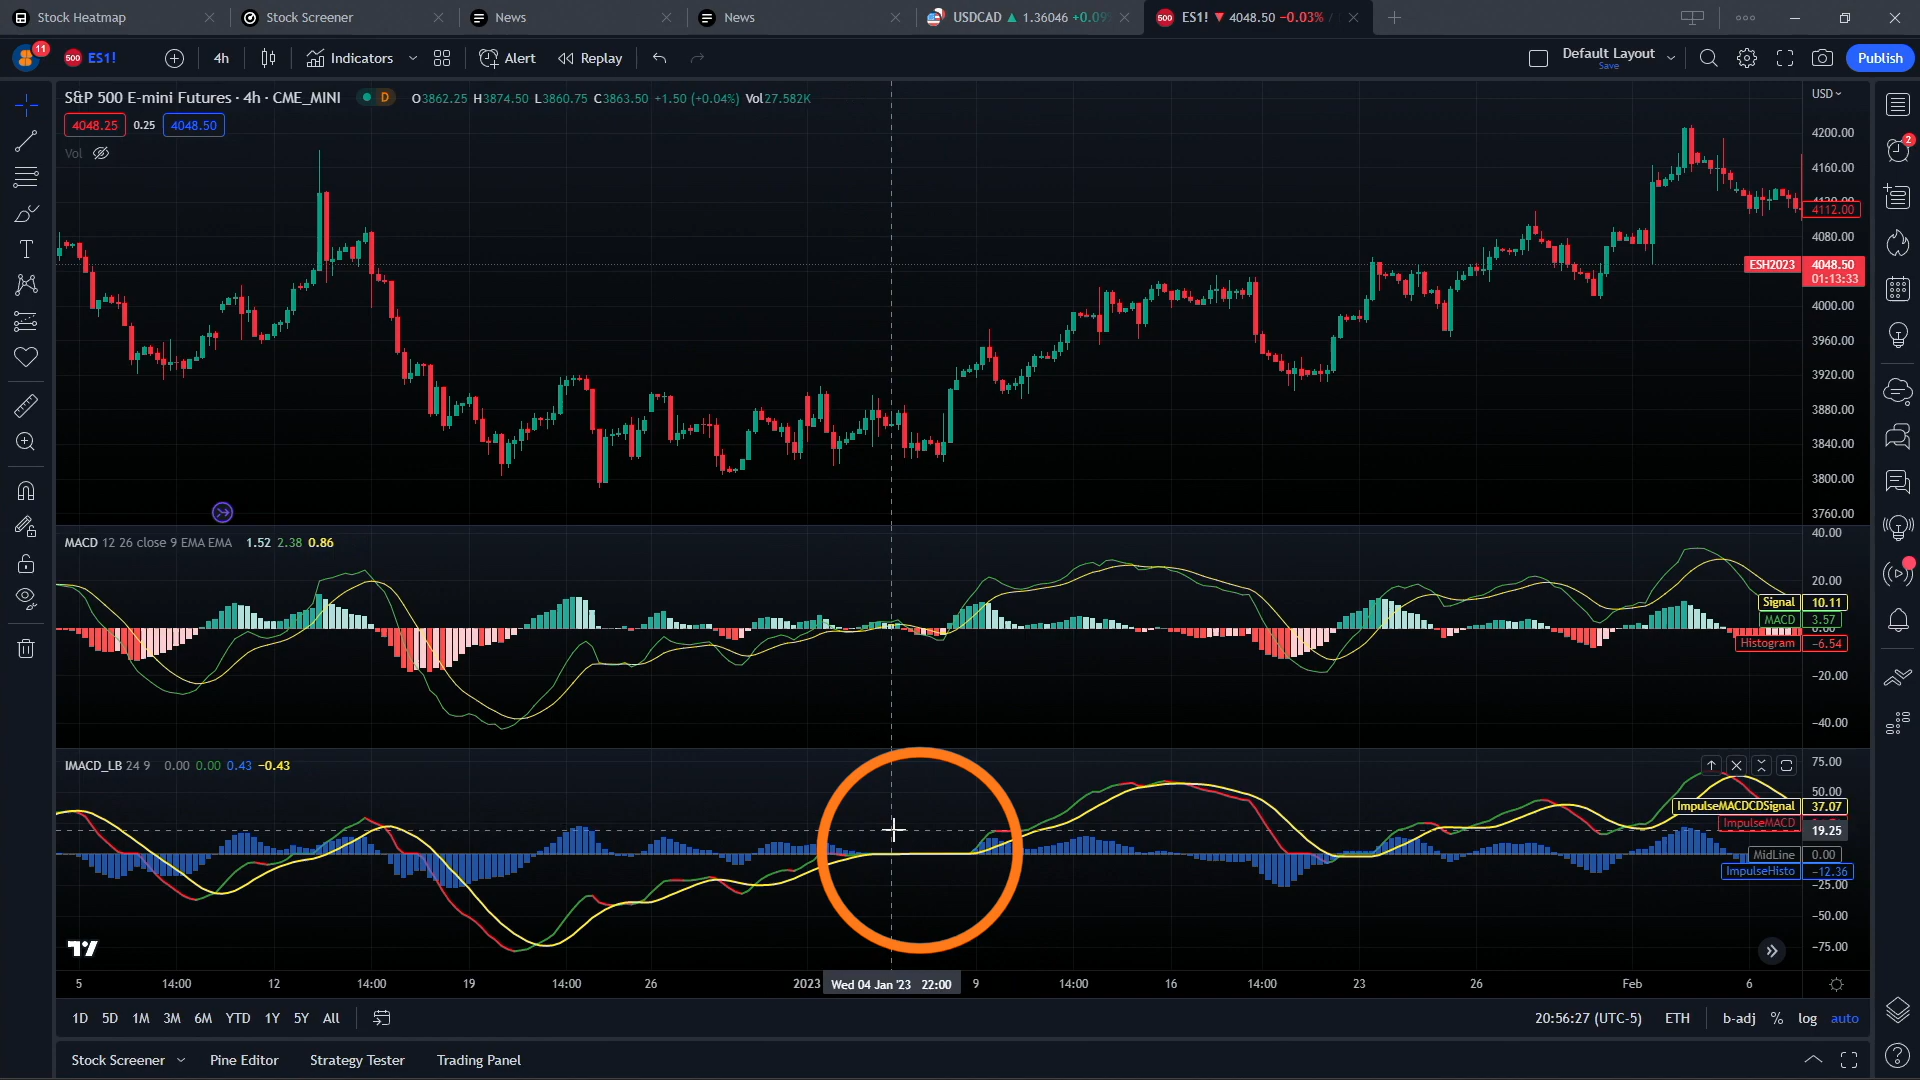 Stock Heatmap
Stock Screener
News
News
USDCAD ▲ 1.36046 +0.09
500 ES1! ▼ 4048.50 −0.03% /
11
500 ES1!
4h
Indicators
Alert
Replay
Default Layout
Save
Publish
S&P 500 E-mini Futures · 4h · CME_MINI
D
O3862.25 H3874.50 L3860.75 C3863.50 +1.50 (+0.04%) Vol27.582K
4048.25
0.25
4048.50
Vol
USD
4200.00
4160.00
4120.00
4112.00
4080.00
ESH2023
4048.50
01:13:33
4000.00
3960.00
3920.00
3880.00
3840.00
3800.00
3760.00
2
T
MACD 12 26 close 9 EMA EMA 1.52 2.38 0.86
40.00
20.00
Signal 10.11
MACD 3.57
0.00
Histogram −6.54
−20.00
−40.00
IMACD_LB 24 9 0.00 0.00 0.43 −0.43
75.00
50.00
ImpulseMACDCDSignal 37.07
ImpulseMACD
19.25
MidLine 0.00
ImpulseHisto −12.36
−25.00
−50.00
−75.00
5 14:00 12 14:00 19 14:00 26 2023 Wed 04 Jan '23 22:00 9 14:00 16 14:00 23 26 Feb 6
1D 5D 1M 3M 6M YTD 1Y 5Y All
20:56:27 (UTC-5) ETH b-adj % log auto
Stock Screener Pine Editor Strategy Tester Trading Panel